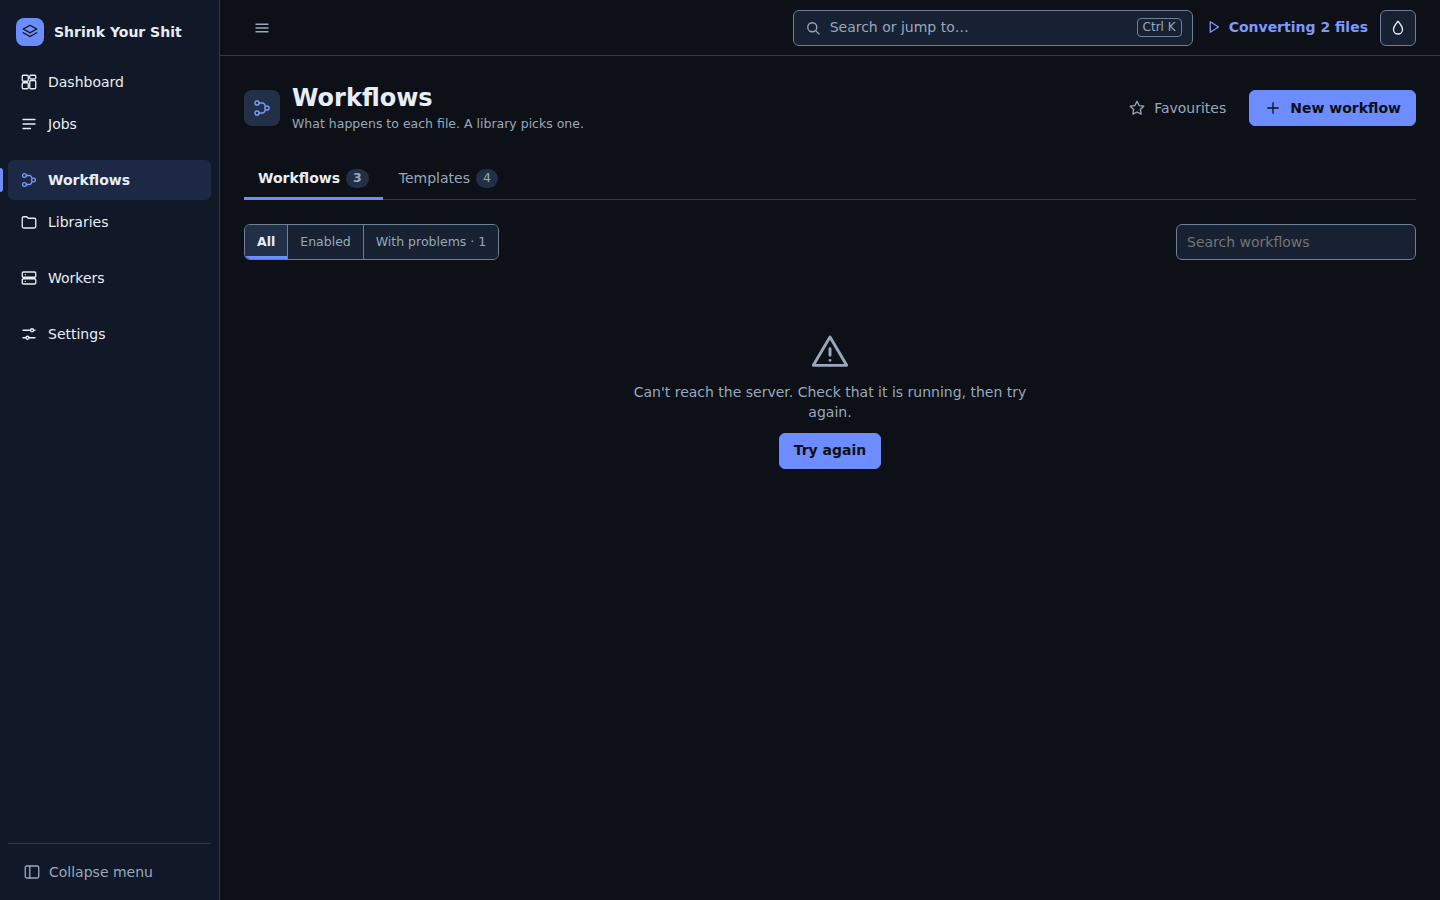 Shrink Your Shit
Search or jump to...
Ctrl K
Converting 2 files
Dashboard
Jobs
Workflows
Libraries
Workers
Settings
Collapse menu
Workflows
What happens to each file. A library picks one.
Favourites
New workflow
Workflows 3
Templates 4
All
Enabled
With problems · 1
Search workflows
Can't reach the server. Check that it is running, then try
again.
Try again